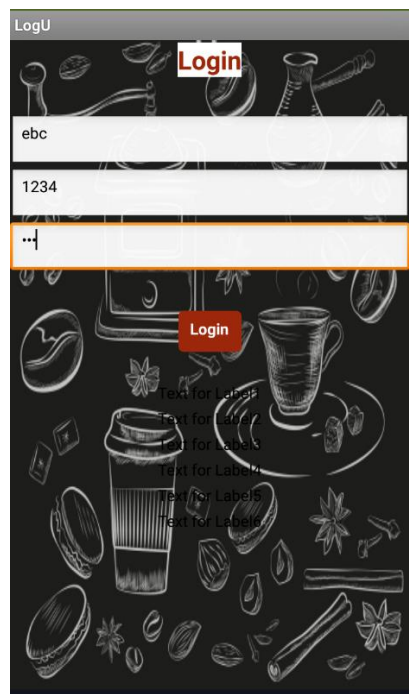 LogU
Login
ebc
1234
•••
Login
Text for Label1
Text for Label2
Text for Label3
Text for Label4
Text for Label5
Text for Label6